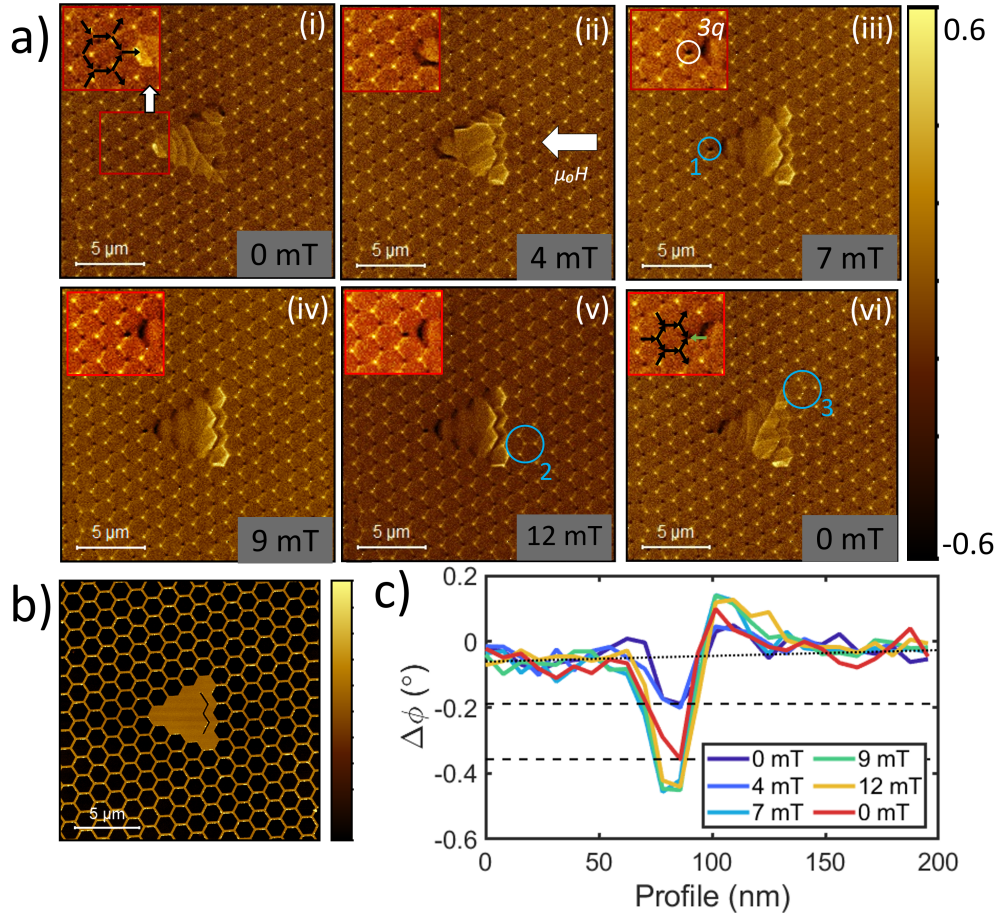 a)
(i)
0 mT
5 µm
(ii)
µ₀H
4 mT
5 µm
3q
(iii)
1
7 mT
5 µm
0.6
-0.6
(iv)
9 mT
5 µm
(v)
2
12 mT
5 µm
(vi)
3
0 mT
5 µm
b)
5 µm
c)
Δϕ (°)
0.2
0
-0.2
-0.4
-0.6
0 mT
9 mT
4 mT
12 mT
7 mT
0 mT
0
50
100
150
200
Profile (nm)